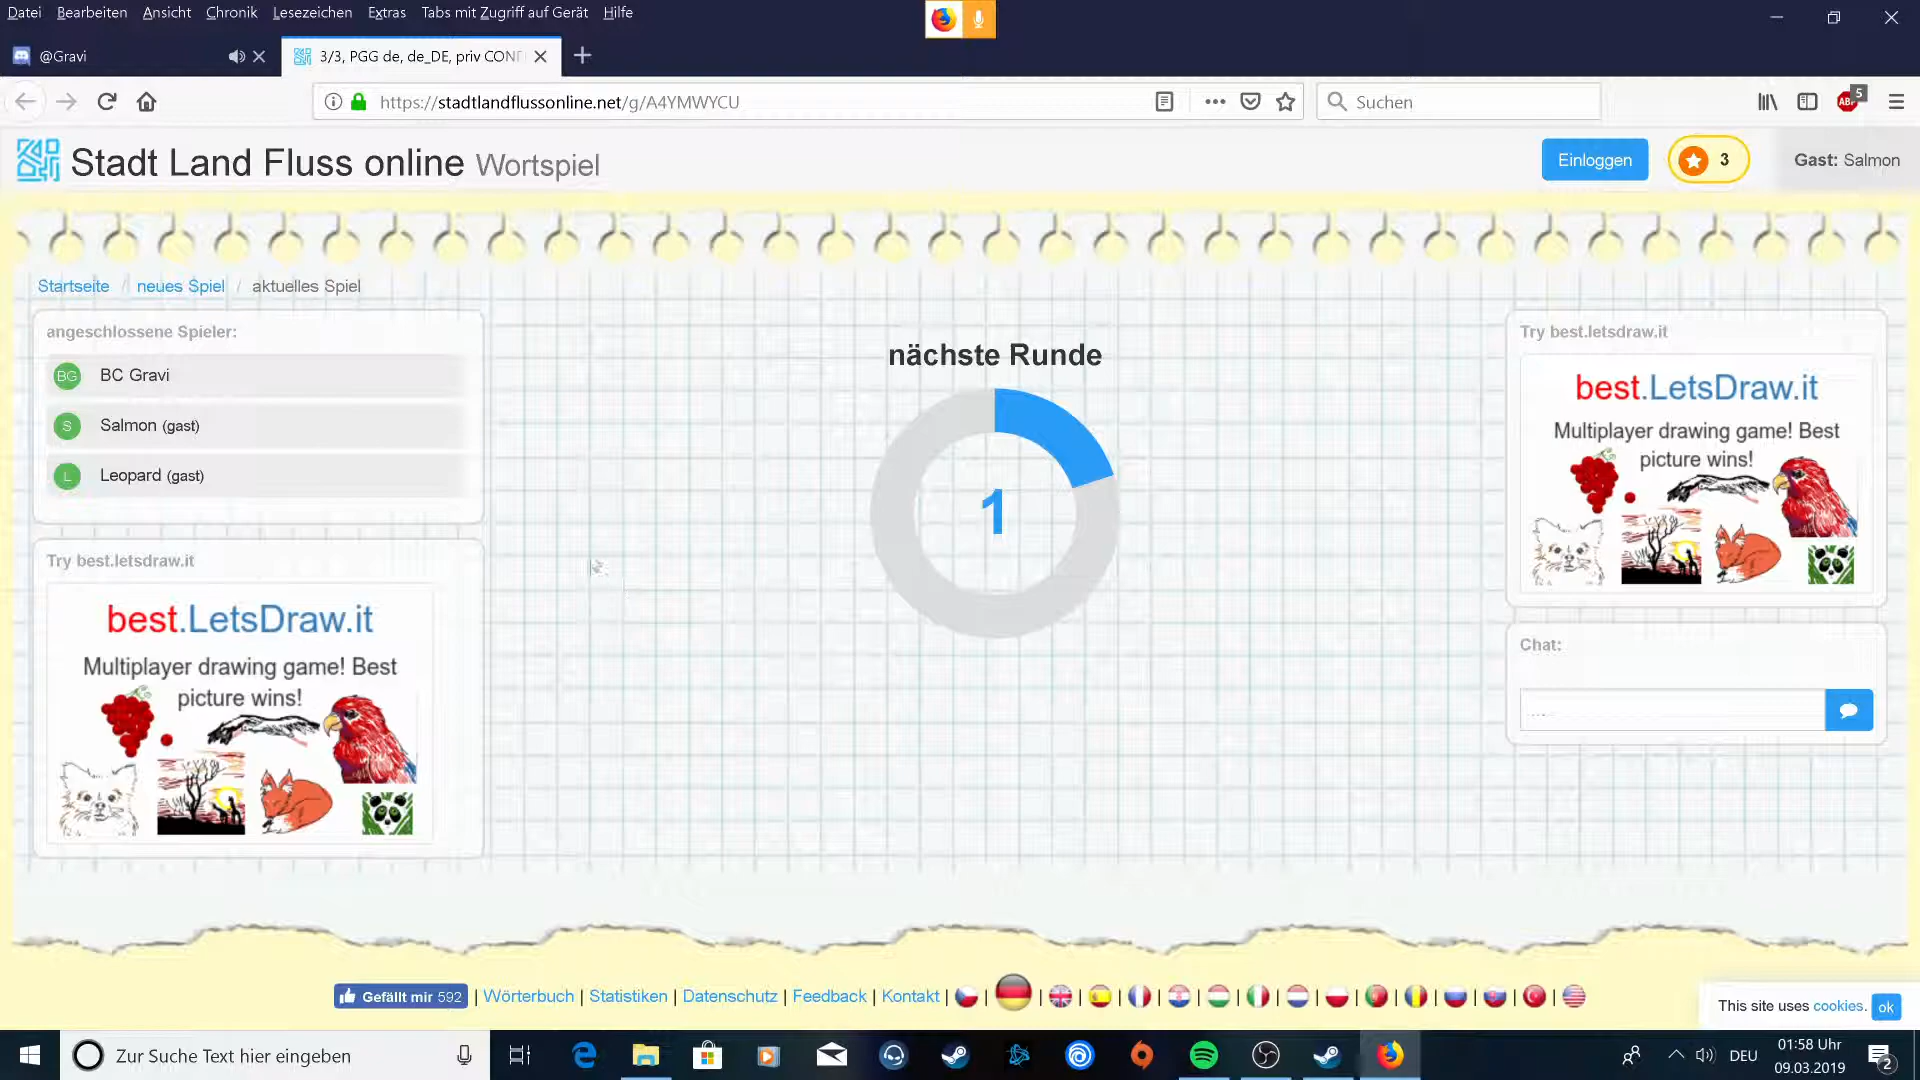 Datei Bearbeiten Ansicht Chronik Lesezeichen Extras Tabs mit Zugriff auf Gerät Hilfe
@Gravi
3/3, PGG de, de_DE, priv CONF
https://stadtlandflussonline.net/g/A4YMWYCU
Suchen
ABP
5
Stadt Land Fluss online Wortspiel
Einloggen
3
Gast: Salmon
Startseite / neues Spiel / aktuelles Spiel
angeschlossene Spieler:
BG BC Gravi
S Salmon (gast)
L Leopard (gast)
Try best.letsdraw.it
best.LetsDraw.it
Multiplayer drawing game! Best
picture wins!
nächste Runde
1
Try best.letsdraw.it
best.LetsDraw.it
Multiplayer drawing game! Best
picture wins!
Chat:
....
Gefällt mir 592 | Wörterbuch | Statistiken | Datenschutz | Feedback | Kontakt |
This site uses cookies. ok
Zur Suche Text hier eingeben
DEU
01:58 Uhr
09.03.2019
2